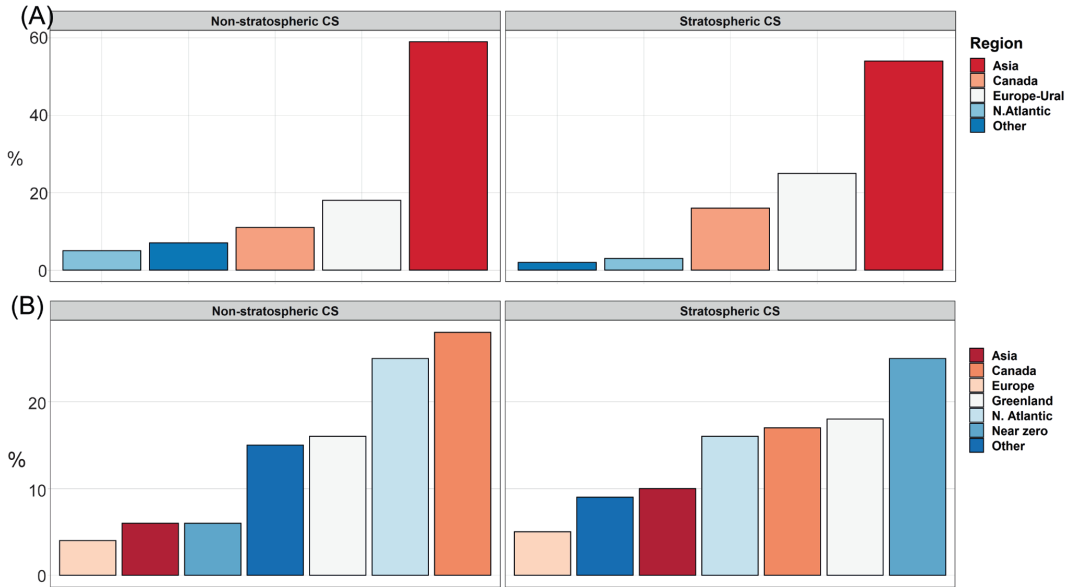 (A)
Non-stratospheric CS
Stratospheric CS
60
40
20
0
%
Region
Asia
Canada
Europe-Ural
N.Atlantic
Other
(B)
Non-stratospheric CS
Stratospheric CS
20
10
0
%
Asia
Canada
Europe
Greenland
N. Atlantic
Near zero
Other